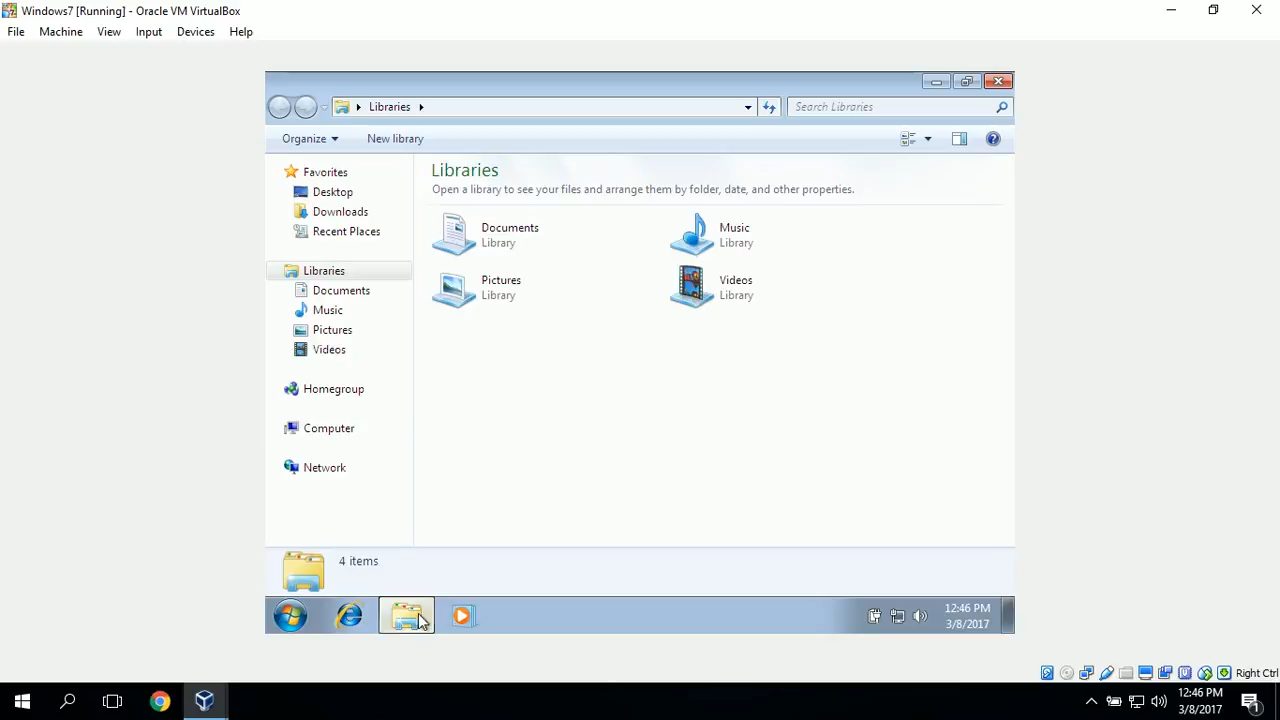 Windows7 [Running] - Oracle VM VirtualBox
File Machine View Input Devices Help
Libraries
Search Libraries
Organize New library
Favorites
Desktop
Downloads
Recent Places
Libraries
Documents
Music
Pictures
Videos
Homegroup
Computer
Network
Libraries
Open a library to see your files and arrange them by folder, date, and other properties.
Documents
Library
Music
Library
Pictures
Library
Videos
Library
4 items
12:46 PM
3/8/2017
Right Ctrl
12:46 PM
3/8/2017
1